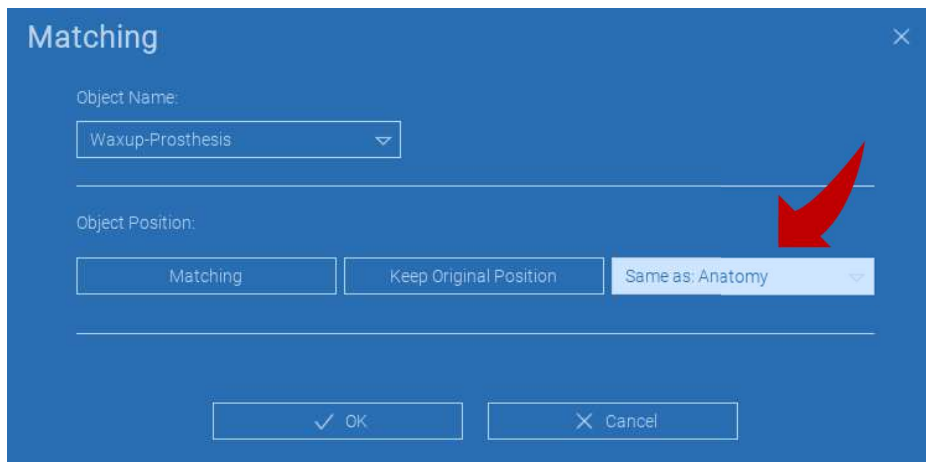 Matching
Object Name:
Waxup-Prosthesis
Object Position:
Matching
Keep Original Position
Same as: Anatomy
OK
Cancel